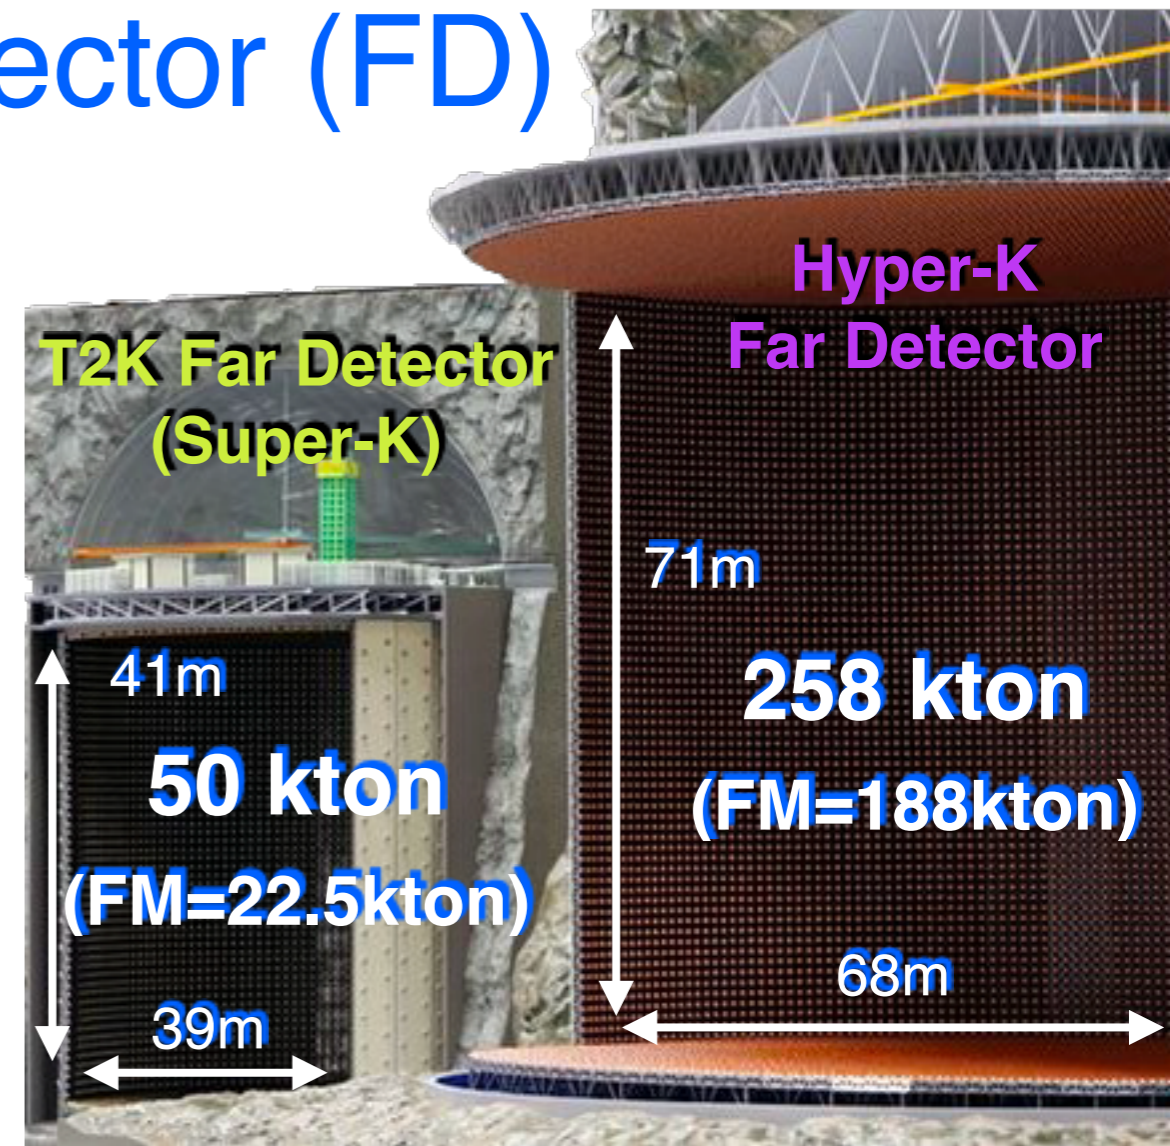 ector (FD)
Hyper-K
Far Detector
T2K Far Detector
(Super-K)
71m
41m
258 kton
50 kton
(FM=188kton)
(FM=22.5kton)
68m
39m